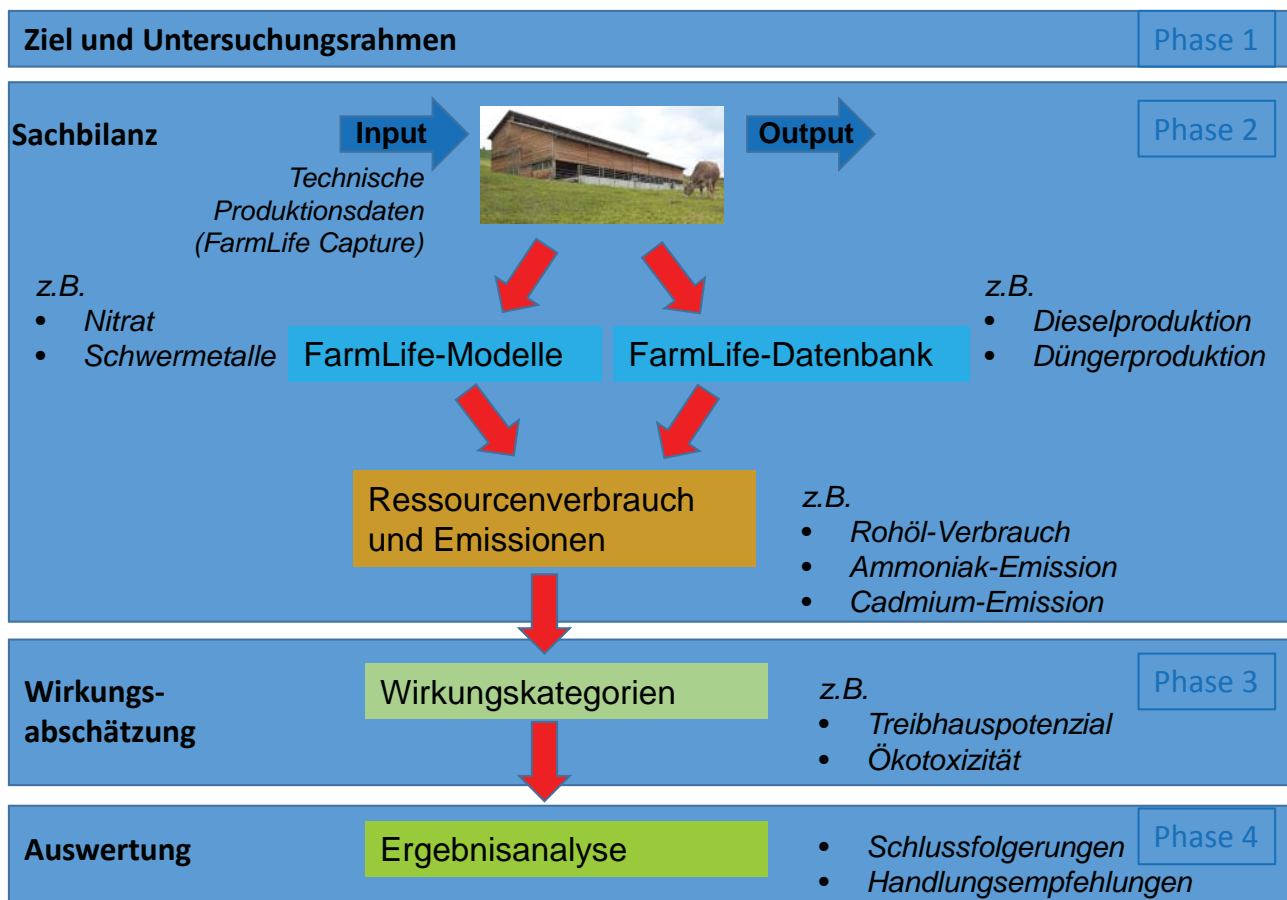 Ziel und Untersuchungsrahmen
Phase 1
Sachbilanz
Input
Output
Phase 2
Technische
Produktionsdaten
(FarmLife Capture)
z.B.
• Nitrat
• Schwermetalle
FarmLife-Modelle
FarmLife-Datenbank
z.B.
• Dieselproduktion
• Düngerproduktion
Ressourcenverbrauch
und Emissionen
z.B.
• Rohöl-Verbrauch
• Ammoniak-Emission
• Cadmium-Emission
Wirkungs-
abschätzung
Wirkungskategorien
z.B.
• Treibhauspotenzial
• Ökotoxizität
Phase 3
Auswertung
Ergebnisanalyse
• Schlussfolgerungen
• Handlungsempfehlungen
Phase 4